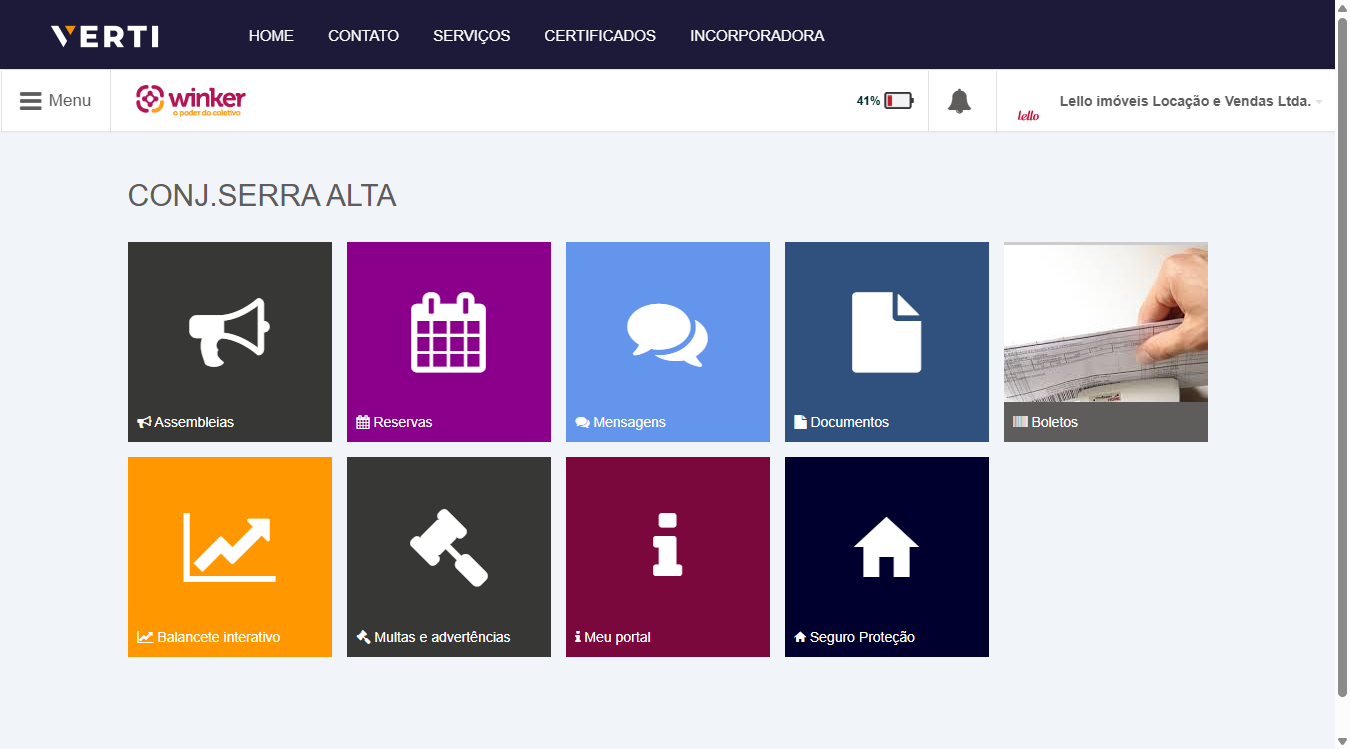 VERTI
HOME
CONTATO
SERVIÇOS
CERTIFICADOS
INCORPORADORA
Menu
winker
o poder do coletivo
41%
lello
Lello imóveis Locação e Vendas Ltda.
CONJ.SERRA ALTA
Assembleias
Reservas
Mensagens
Documentos
Boletos
Balancete interativo
Multas e advertências
Meu portal
Seguro Proteção